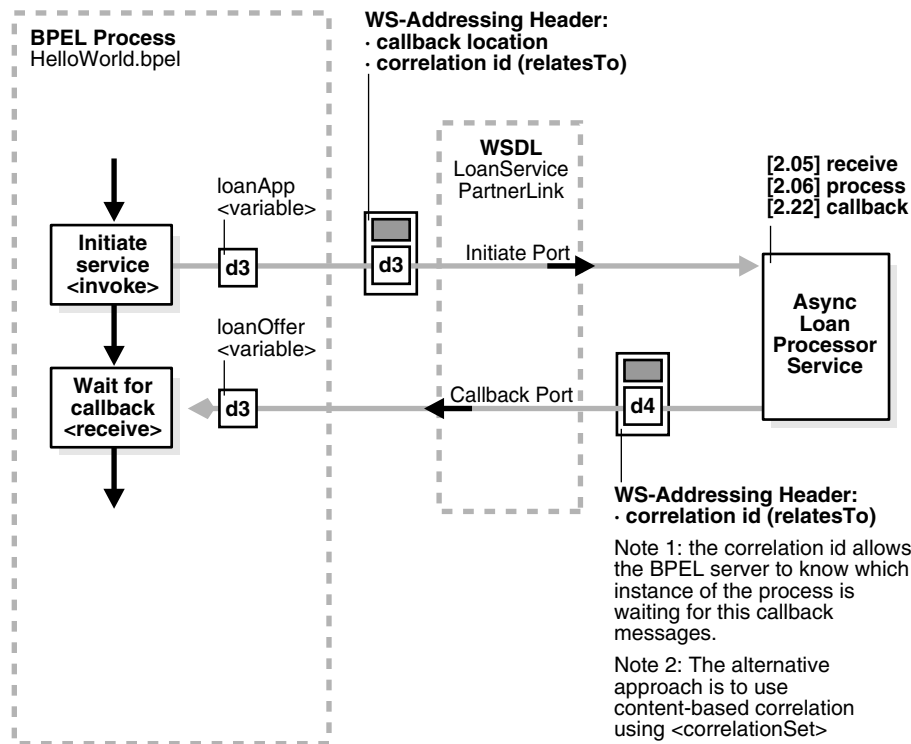 BPEL Process
HelloWorld.bpel
WS-Addressing Header:
· callback location
· correlation id (relatesTo)
WSDL
LoanService
PartnerLink
[2.05] receive
[2.06] process
[2.22] callback
loanApp
<variable>
Initiate
service
<invoke>
d3
d3
Initiate Port
Async
Loan
Processor
Service
loanOffer
<variable>
Wait for
callback
<receive>
d3
Callback Port
d4
WS-Addressing Header:
· correlation id (relatesTo)
Note 1: the correlation id allows
the BPEL server to know which
instance of the process is
waiting for this callback
messages.
Note 2: The alternative
approach is to use
content-based correlation
using <correlationSet>